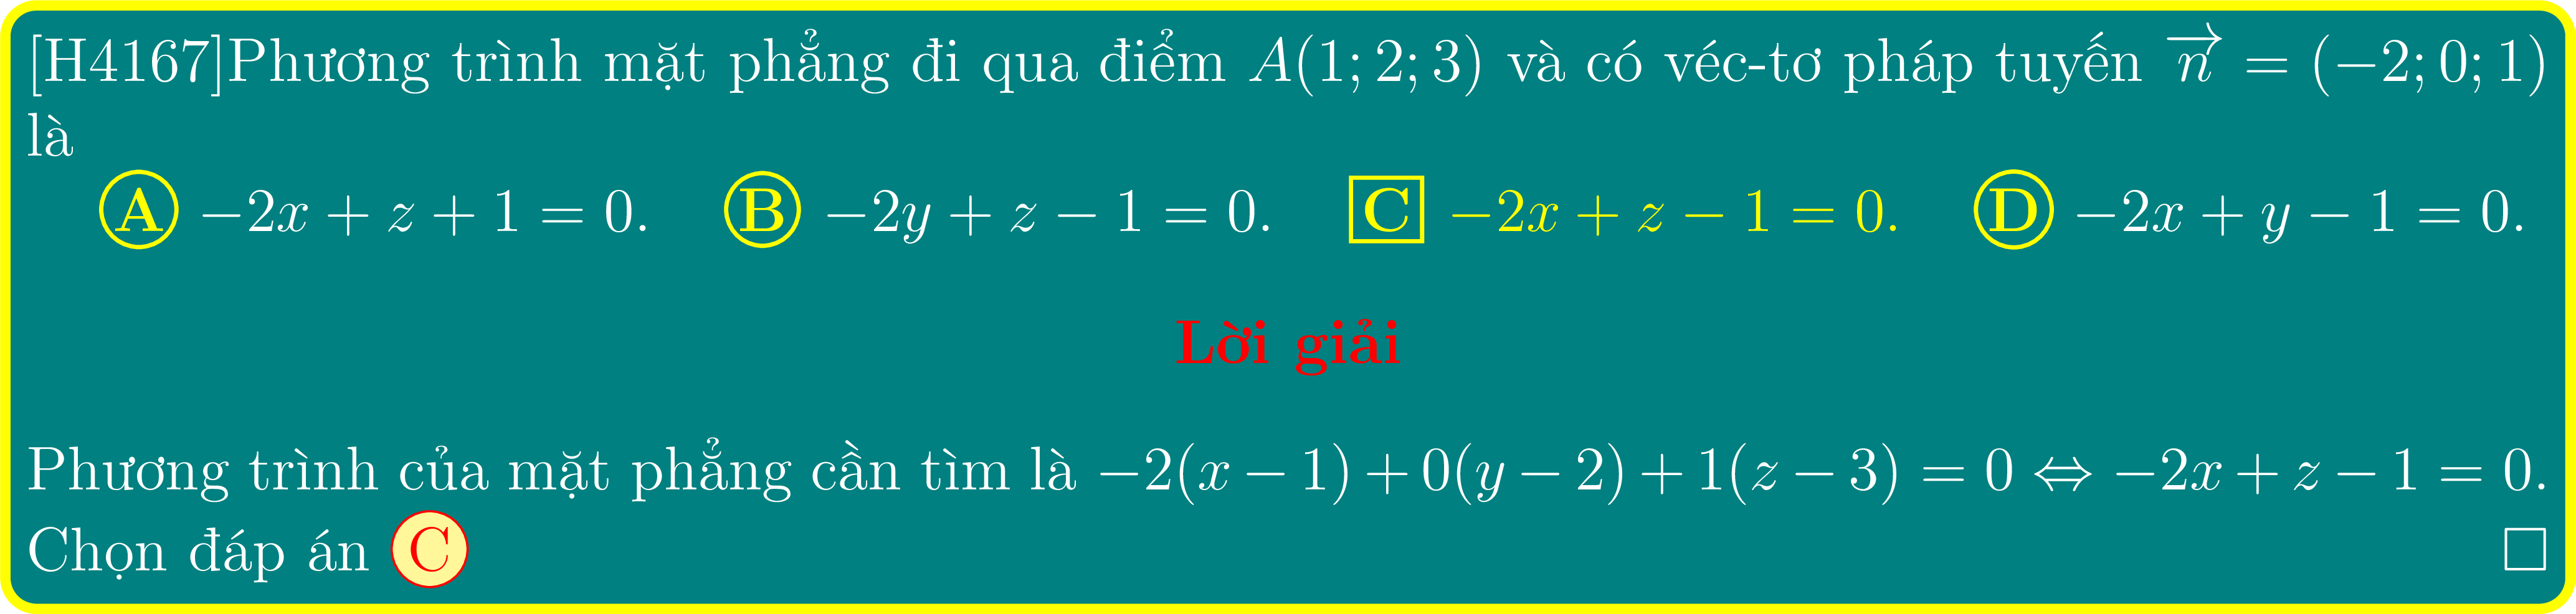 [H4167]Phương trình mặt phẳng đi qua điểm A(1; 2; 3) và có véc-tơ pháp tuyến $\overrightarrow{n}$ = (−2; 0; 1)
là
A −2x + z + 1 = 0. B −2y + z − 1 = 0. C −2x + z − 1 = 0. D −2x + y − 1 = 0.
Lời giải
Phương trình của mặt phẳng cần tìm là −2(x − 1) + 0(y − 2) + 1(z − 3) = 0 ⇔ −2x + z − 1 = 0.
Chọn đáp án C □